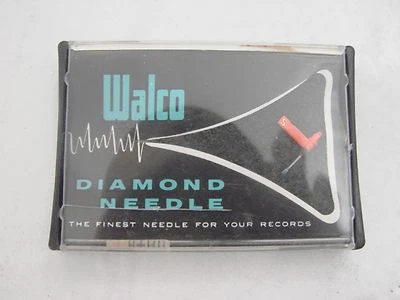 Walco
DIAMOND
NEEDLE
THE FINEST NEEDLE FOR YOUR RECORDS
S